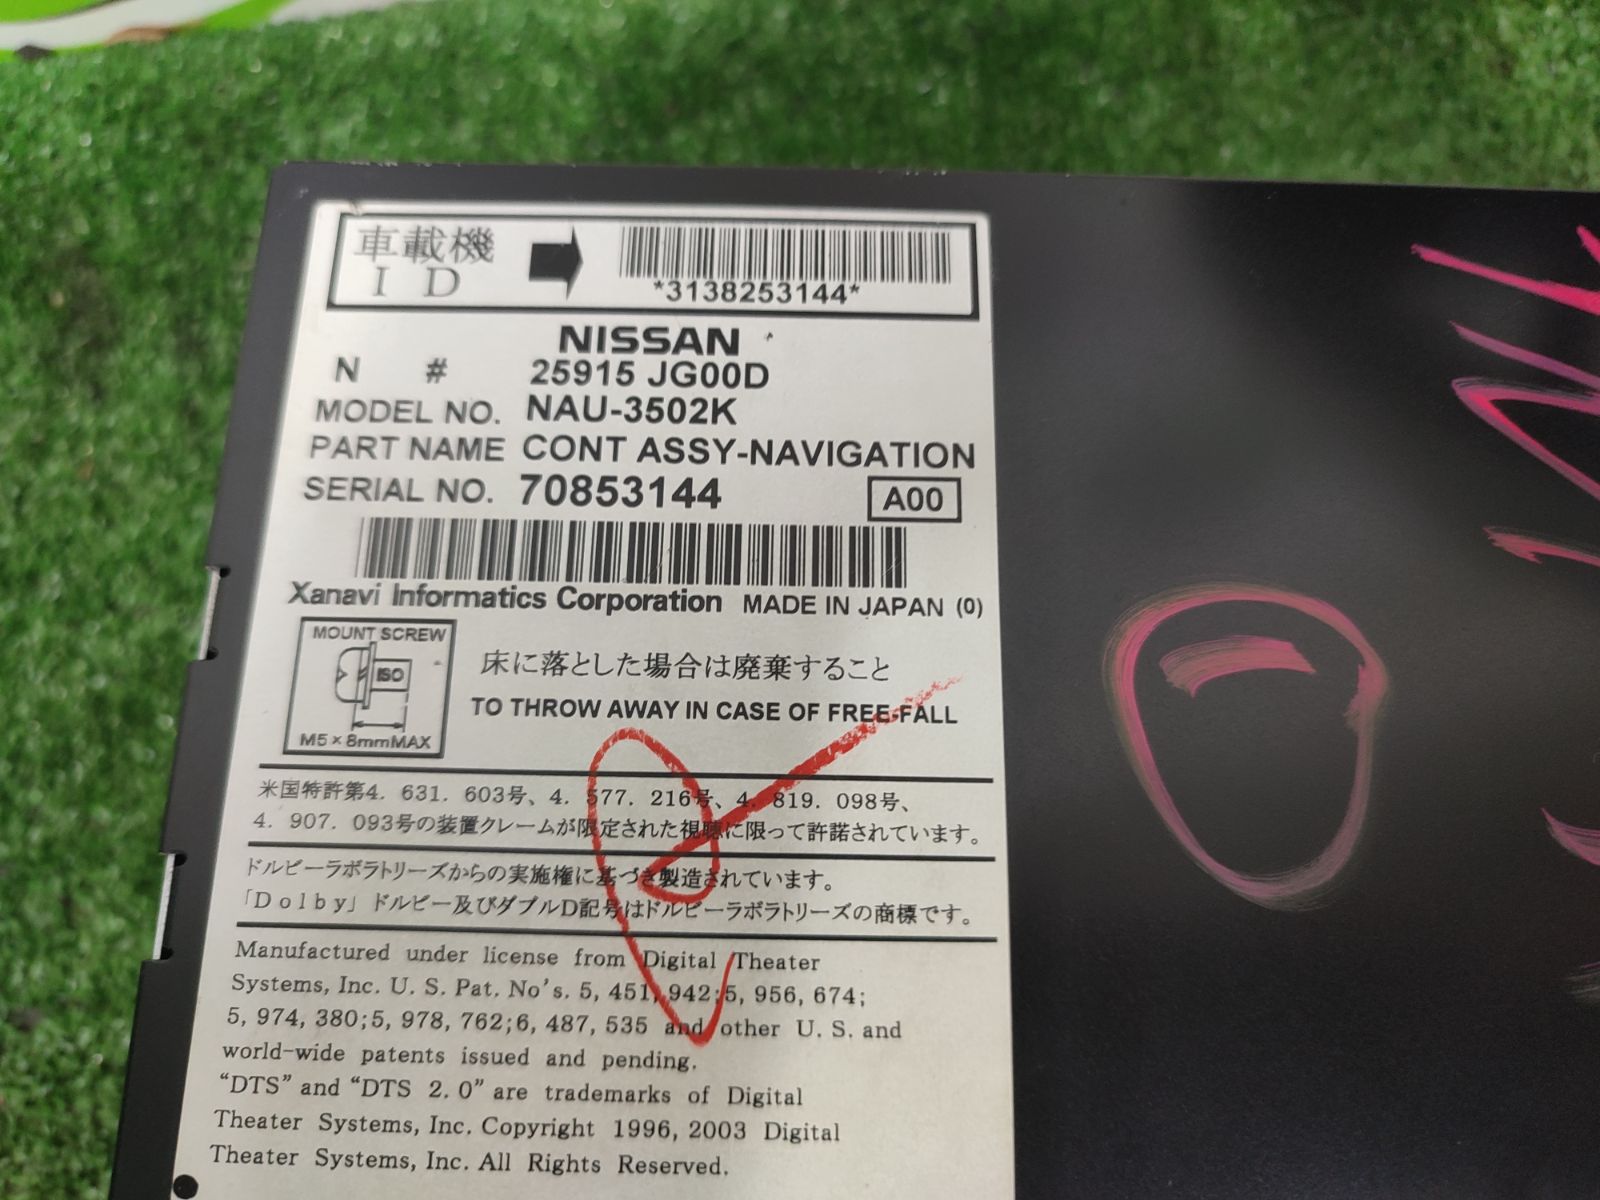 車載機
ID
*3138253144*
NISSAN
N # 25915 JG00D
MODEL NO. NAU-3502K
PART NAME CONT ASSY-NAVIGATION
SERIAL NO. 70853144 A00
Xanavi Informatics Corporation MADE IN JAPAN (0)
MOUNT SCREW
ISO
M5×8mmMAX
床に落とした場合は廃棄すること
TO THROW AWAY IN CASE OF FREE-FALL
米国特許第4．631．603号、4．577．216号、4．819．098号、
4．907．093号の装置クレームが限定された視聴に限って許諾されています。
ドルビーラボラトリーズからの実施権に基づき製造されています。
「Dolby」ドルビー及びダブルD記号はドルビーラボラトリーズの商標です。
Manufactured under license from Digital Theater
Systems, Inc. U. S. Pat. No's. 5, 451, 942;5, 956, 674;
5, 974, 380;5, 978, 762;6, 487, 535 and other U. S. and
world-wide patents issued and pending.
“DTS” and “DTS 2. 0” are trademarks of Digital
Theater Systems, Inc. Copyright 1996, 2003 Digital
Theater Systems, Inc. All Rights Reserved.